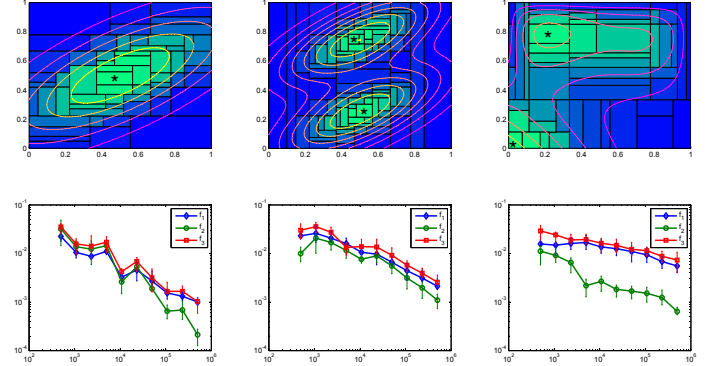 1 1 1
0.8 0.8 0.8
0.6 0.6 0.6
0.4 0.4 0.4
0.2 0.2 0.2
0 0 0
0 0.2 0.4 0.6 0.8 1 0 0.2 0.4 0.6 0.8 1 0 0.2 0.4 0.6 0.8 1
10⁻¹ 10⁻¹ 10⁻¹
f₁ f₁ f₁
f₂ f₂ f₂
f₃ f₃ f₃
10⁻² 10⁻² 10⁻²
10⁻³ 10⁻³ 10⁻³
10⁻⁴ 10⁻⁴ 10⁻⁴
10² 10³ 10⁴ 10⁵ 10⁶ 10² 10³ 10⁴ 10⁵ 10⁶ 10² 10³ 10⁴ 10⁵ 10⁶